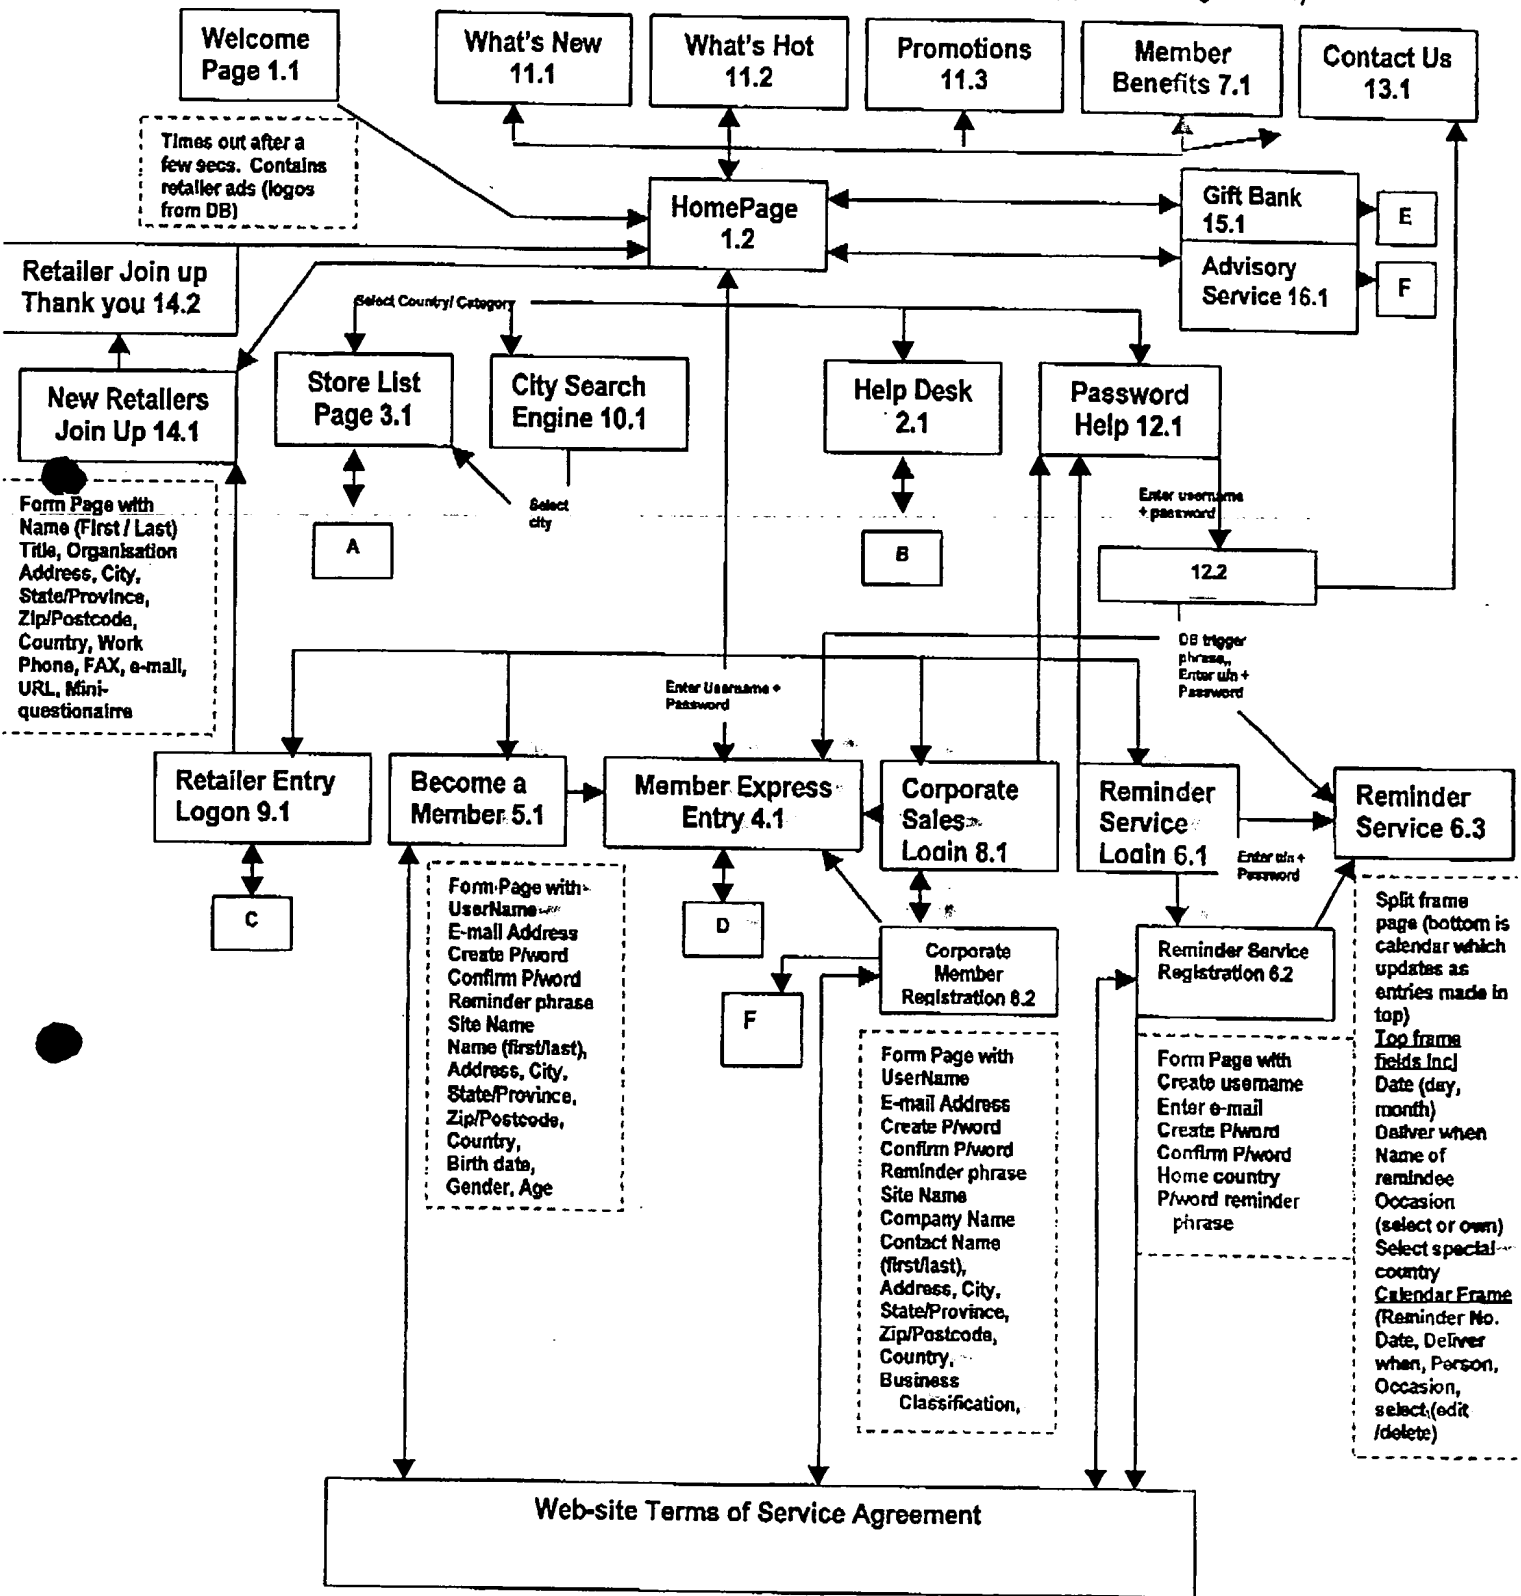 Welcome
Page 1.1
What's New
11.1
What's Hot
11.2
Promotions
11.3
Member
Benefits 7.1
Contact Us
13.1
Times out after a
few secs. Contains
retailer ads (logos
from DB)
HomePage
1.2
Gift Bank
15.1
E
Advisory
Service 16.1
F
Retailer Join up
Thank you 14.2
Select Country/ Category
New Retailers
Join Up 14.1
Store List
Page 3.1
City Search
Engine 10.1
Help Desk
2.1
Password
Help 12.1
Form Page with
Name (First / Last)
Title, Organisation
Address, City,
State/Province,
Zip/Postcode,
Country, Work
Phone, FAX, e-mail,
URL, Mini-
questionairre
Select
city
A
B
Enter username
+ password
12.2
DB trigger
phrase,,
Enter u/n +
Password
Enter Username +
Password
Retailer Entry
Logon 9.1
Become a
Member 5.1
Member Express
Entry 4.1
Corporate
Sales
Login 8.1
Reminder
Service
Login 6.1
Enter u/n +
Password
Reminder
Service 6.3
C
Form Page with
UserName
E-mail Address
Create P/word
Confirm P/word
Reminder phrase
Site Name
Name (first/last),
Address, City,
State/Province,
Zip/Postcode,
Country,
Birth date,
Gender, Age
D
F
Corporate
Member
Registration 8.2
Form Page with
UserName
E-mail Address
Create P/word
Confirm P/word
Reminder phrase
Site Name
Company Name
Contact Name
(first/last),
Address, City,
State/Province,
Zip/Postcode,
Country,
Business
Classification,
Reminder Service
Registration 6.2
Form Page with
Create username
Enter e-mail
Create P/word
Confirm P/word
Home country
P/word reminder
phrase
Split frame
page (bottom is
calendar which
updates as
entries made in
top)
Top frame
fields incl
Date (day,
month)
Deliver when
Name of
remindee
Occasion
(select or own)
Select special
country
Calendar Frame
(Reminder No.
Date, Deliver
when, Person,
Occasion,
select (edit
/delete)
Web-site Terms of Service Agreement